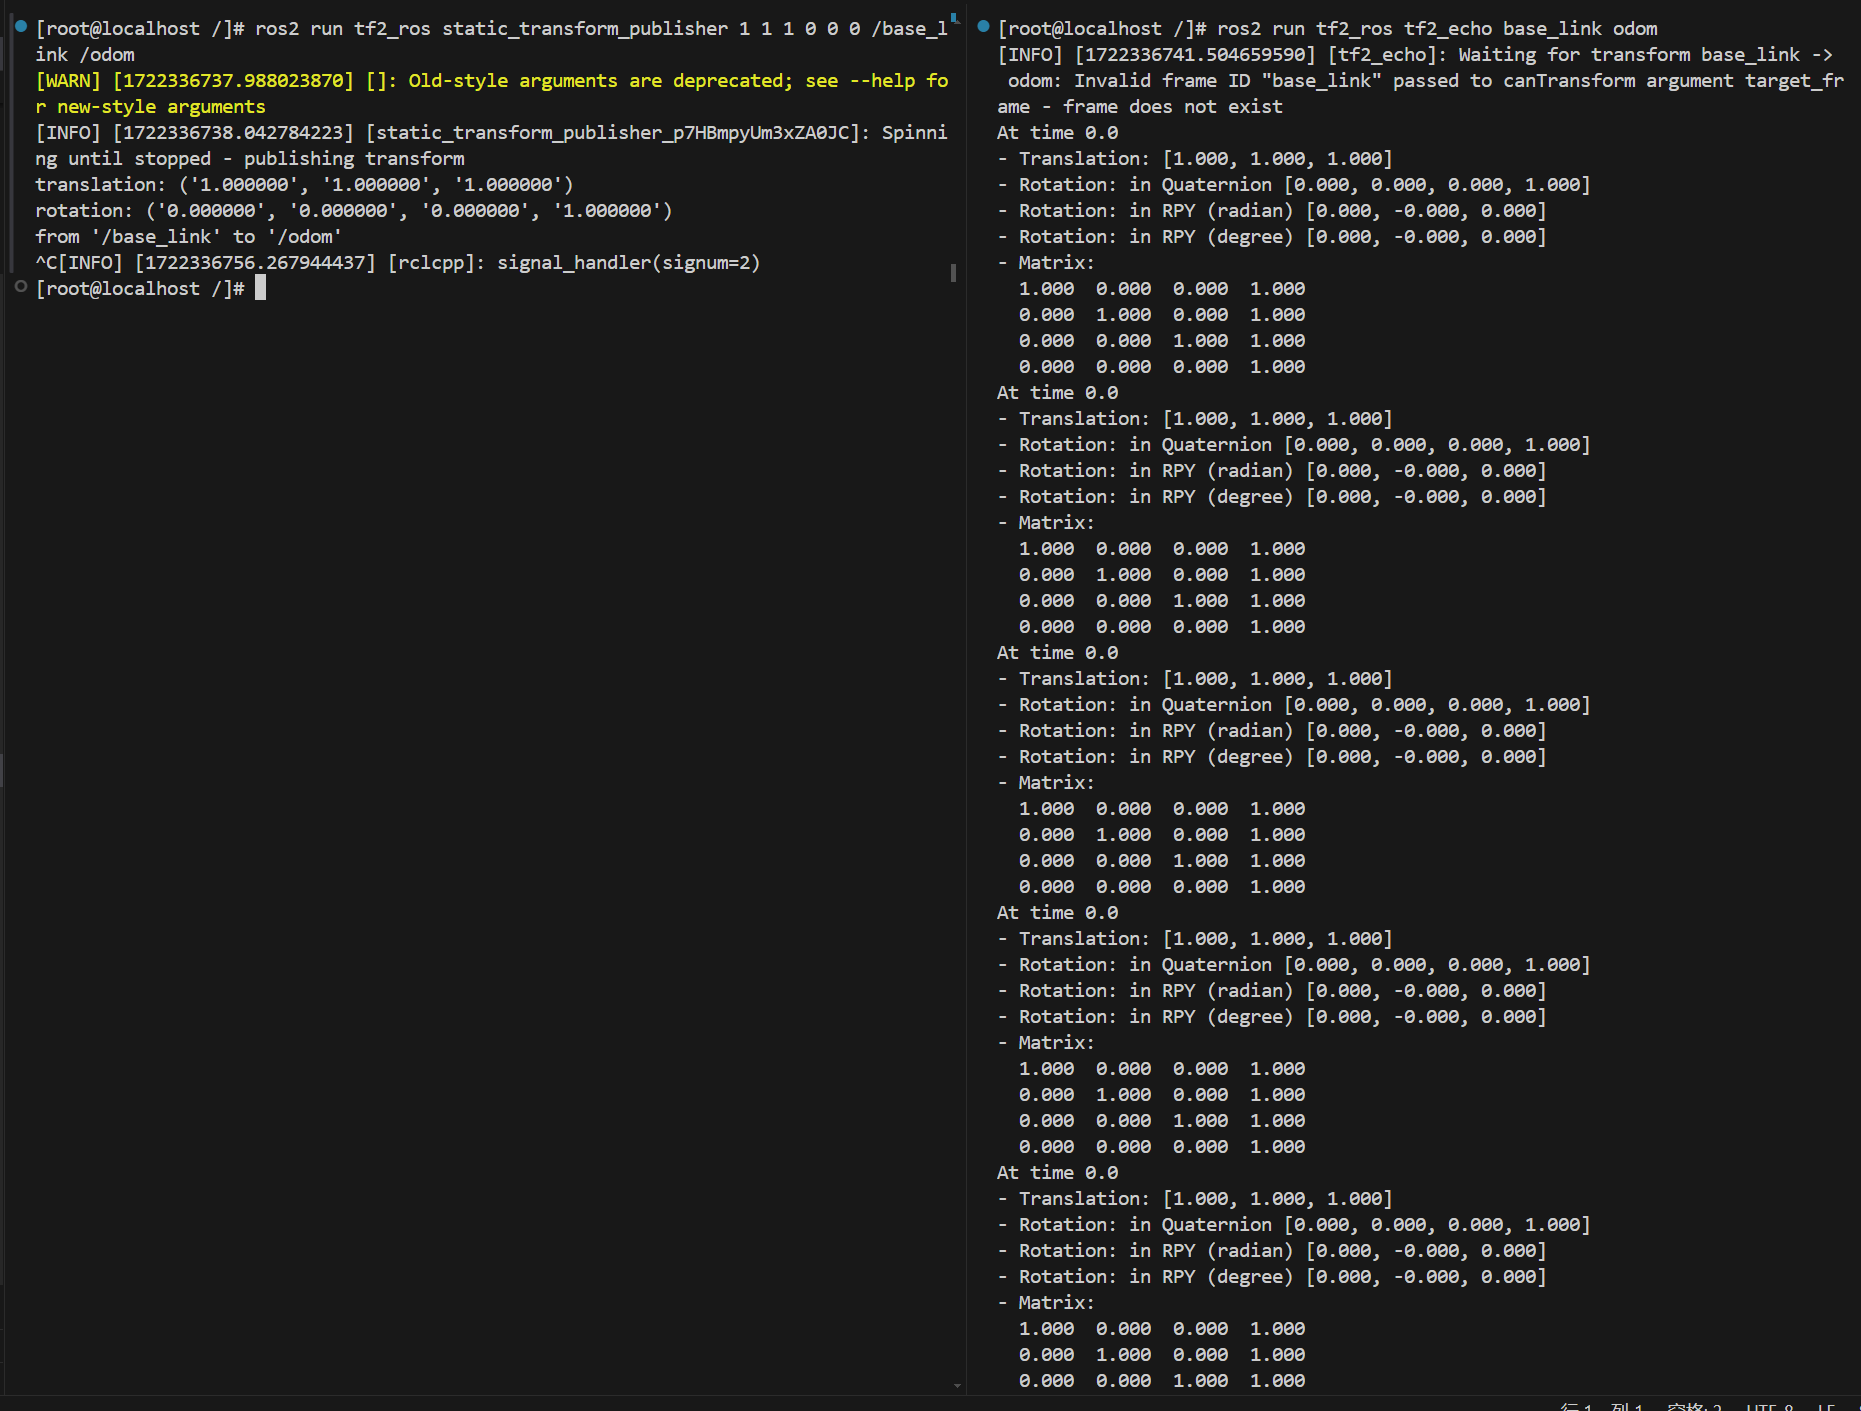 [root@localhost /]# ros2 run tf2_ros static_transform_publisher 1 1 1 0 0 0 /base_l
ink /odom
[WARN] [1722336737.988023870] []: Old-style arguments are deprecated; see --help fo
r new-style arguments
[INFO] [1722336738.042784223] [static_transform_publisher_p7HBmpyUm3xZA0JC]: Spinni
ng until stopped - publishing transform
translation: ('1.000000', '1.000000', '1.000000')
rotation: ('0.000000', '0.000000', '0.000000', '1.000000')
from '/base_link' to '/odom'
^C[INFO] [1722336756.267944437] [rclcpp]: signal_handler(signum=2)
[root@localhost /]#
[root@localhost /]# ros2 run tf2_ros tf2_echo base_link odom
[INFO] [1722336741.504659590] [tf2_echo]: Waiting for transform base_link ->
 odom: Invalid frame ID "base_link" passed to canTransform argument target_fr
ame - frame does not exist
At time 0.0
- Translation: [1.000, 1.000, 1.000]
- Rotation: in Quaternion [0.000, 0.000, 0.000, 1.000]
- Rotation: in RPY (radian) [0.000, -0.000, 0.000]
- Rotation: in RPY (degree) [0.000, -0.000, 0.000]
- Matrix:
  1.000  0.000  0.000  1.000
  0.000  1.000  0.000  1.000
  0.000  0.000  1.000  1.000
  0.000  0.000  0.000  1.000
At time 0.0
- Translation: [1.000, 1.000, 1.000]
- Rotation: in Quaternion [0.000, 0.000, 0.000, 1.000]
- Rotation: in RPY (radian) [0.000, -0.000, 0.000]
- Rotation: in RPY (degree) [0.000, -0.000, 0.000]
- Matrix:
  1.000  0.000  0.000  1.000
  0.000  1.000  0.000  1.000
  0.000  0.000  1.000  1.000
  0.000  0.000  0.000  1.000
At time 0.0
- Translation: [1.000, 1.000, 1.000]
- Rotation: in Quaternion [0.000, 0.000, 0.000, 1.000]
- Rotation: in RPY (radian) [0.000, -0.000, 0.000]
- Rotation: in RPY (degree) [0.000, -0.000, 0.000]
- Matrix:
  1.000  0.000  0.000  1.000
  0.000  1.000  0.000  1.000
  0.000  0.000  1.000  1.000
  0.000  0.000  0.000  1.000
At time 0.0
- Translation: [1.000, 1.000, 1.000]
- Rotation: in Quaternion [0.000, 0.000, 0.000, 1.000]
- Rotation: in RPY (radian) [0.000, -0.000, 0.000]
- Rotation: in RPY (degree) [0.000, -0.000, 0.000]
- Matrix:
  1.000  0.000  0.000  1.000
  0.000  1.000  0.000  1.000
  0.000  0.000  1.000  1.000
  0.000  0.000  0.000  1.000
At time 0.0
- Translation: [1.000, 1.000, 1.000]
- Rotation: in Quaternion [0.000, 0.000, 0.000, 1.000]
- Rotation: in RPY (radian) [0.000, -0.000, 0.000]
- Rotation: in RPY (degree) [0.000, -0.000, 0.000]
- Matrix:
  1.000  0.000  0.000  1.000
  0.000  1.000  0.000  1.000
  0.000  0.000  1.000  1.000